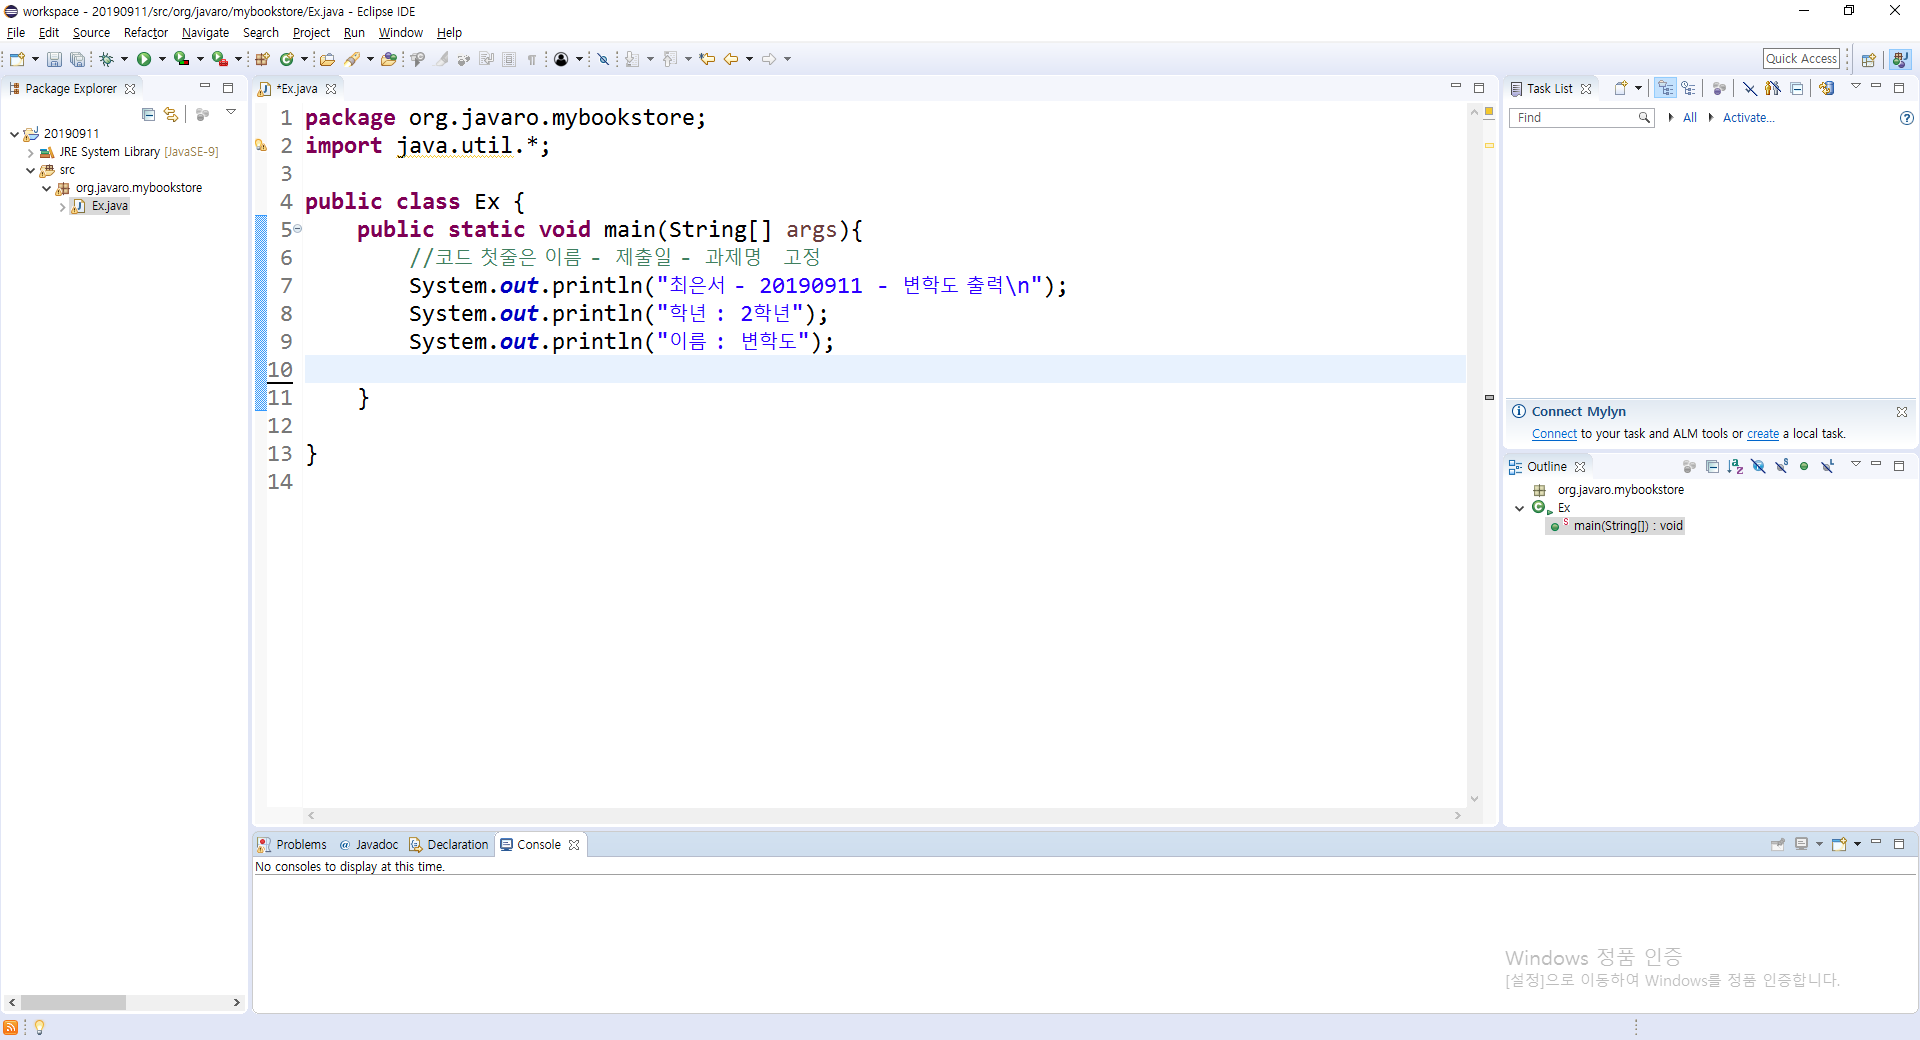 workspace - 20190911/src/org/javaro/mybookstore/Ex.java - Eclipse IDE
File Edit Source Refactor Navigate Search Project Run Window Help
Quick Access
Package Explorer
20190911
JRE System Library [JavaSE-9]
src
org.javaro.mybookstore
Ex.java
*Ex.java
1 package org.javaro.mybookstore;
2 import java.util.*;
3
4 public class Ex {
5 public static void main(String[] args){
6 //코드 첫줄은 이름 - 제출일 - 과제명 고정
7 System.out.println("최은서 - 20190911 - 변학도 출력\n");
8 System.out.println("학년 : 2학년");
9 System.out.println("이름 : 변학도");
10
11 }
12
13 }
14
Task List
Find All Activate...
Connect Mylyn
Connect to your task and ALM tools or create a local task.
Outline
org.javaro.mybookstore
Ex
main(String[]) : void
Problems @ Javadoc Declaration Console
No consoles to display at this time.
Windows 정품 인증
[설정]으로 이동하여 Windows를 정품 인증합니다.